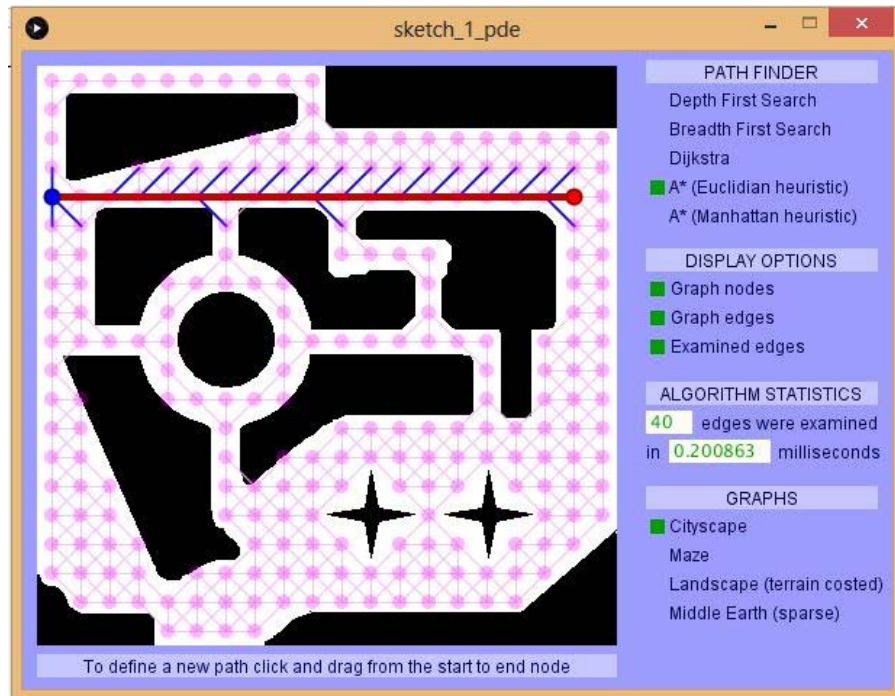 sketch_1_pde
PATH FINDER
Depth First Search
Breadth First Search
Dijkstra
A* (Euclidian heuristic)
A* (Manhattan heuristic)
DISPLAY OPTIONS
Graph nodes
Graph edges
Examined edges
ALGORITHM STATISTICS
40 edges were examined
in 0.200863 milliseconds
GRAPHS
Cityscape
Maze
Landscape (terrain costed)
Middle Earth (sparse)
To define a new path click and drag from the start to end node